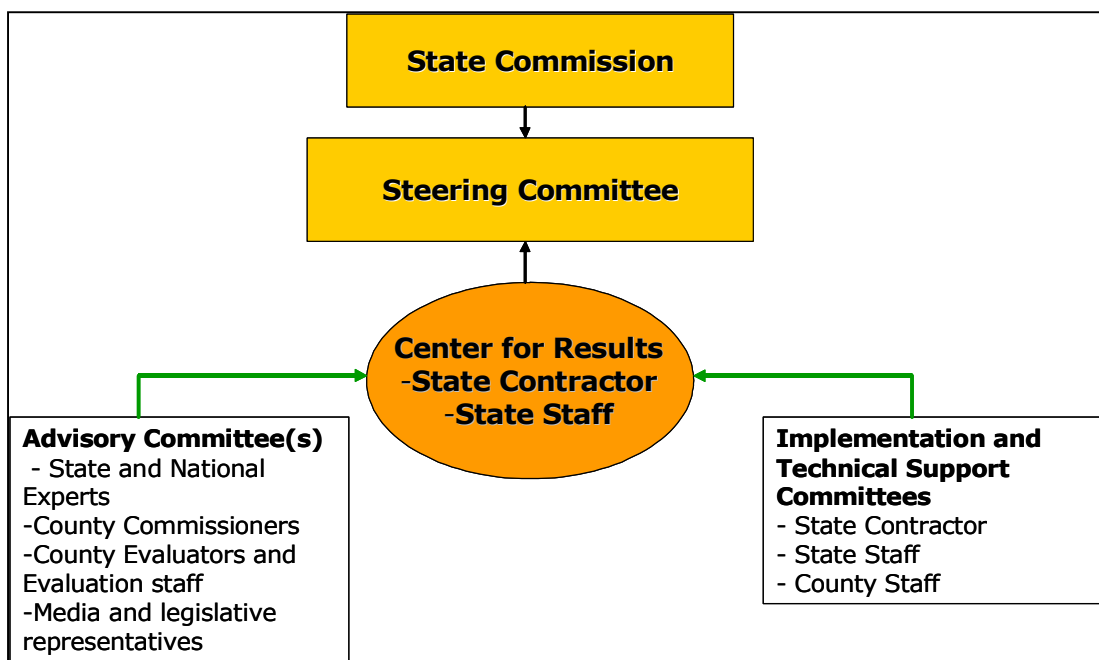 State Commission
Steering Committee
Center for Results
-State Contractor
-State Staff
Advisory Committee(s)
- State and National
Experts
-County Commissioners
-County Evaluators and
Evaluation staff
-Media and legislative
representatives
Implementation and
Technical Support
Committees
- State Contractor
- State Staff
- County Staff